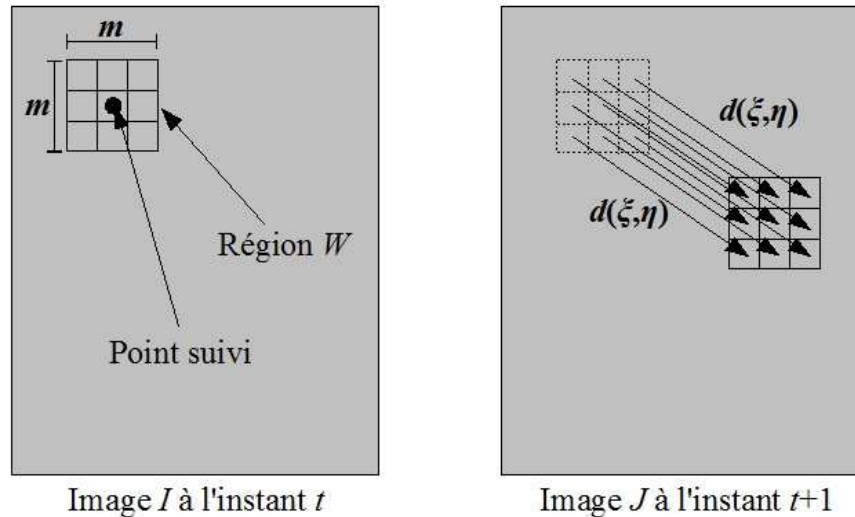 m
m
d(ξ,η)
d(ξ,η)
Région W
Point suivi
Image I à l'instant t
Image J à l'instant t+1